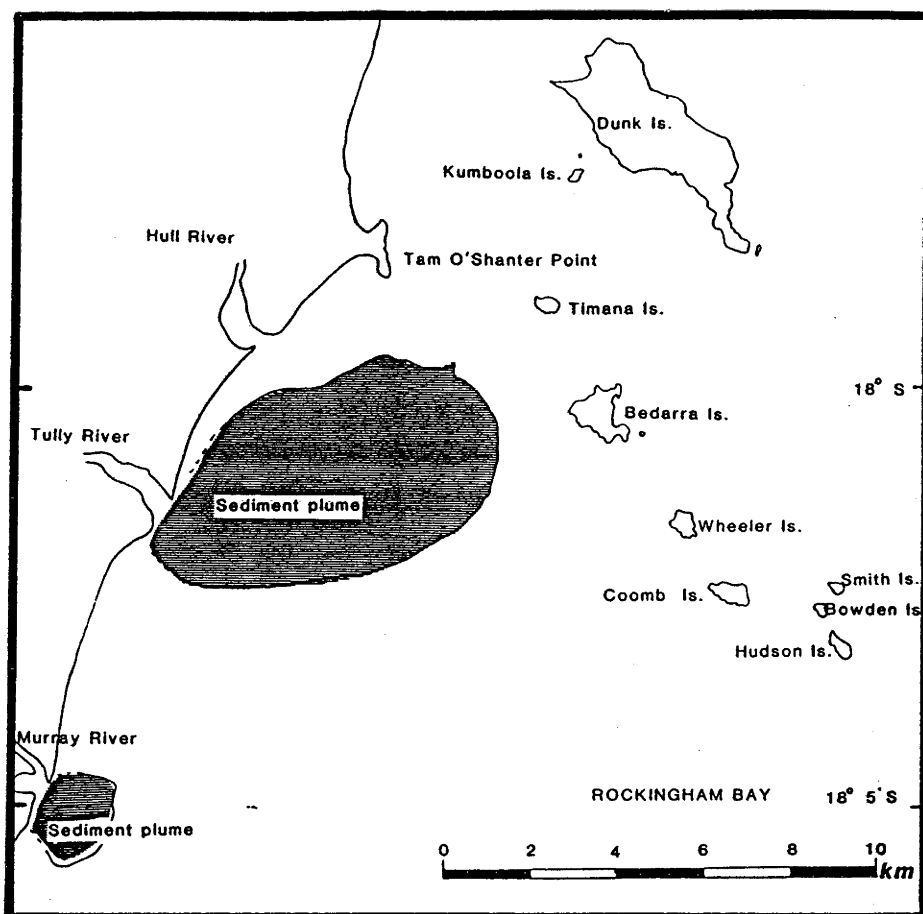 Dunk Is.
Kumboola Is.
Hull River
Tam O'Shanter Point
Timana Is.
18° S
Bedarra Is.
Tully River
Sediment plume
Wheeler Is.
Smith Is.
Coomb Is.
Bowden Is
Hudson Is.
Murray River
ROCKINGHAM BAY 18° 5' S
Sediment plume
0 2 4 6 8 10
km